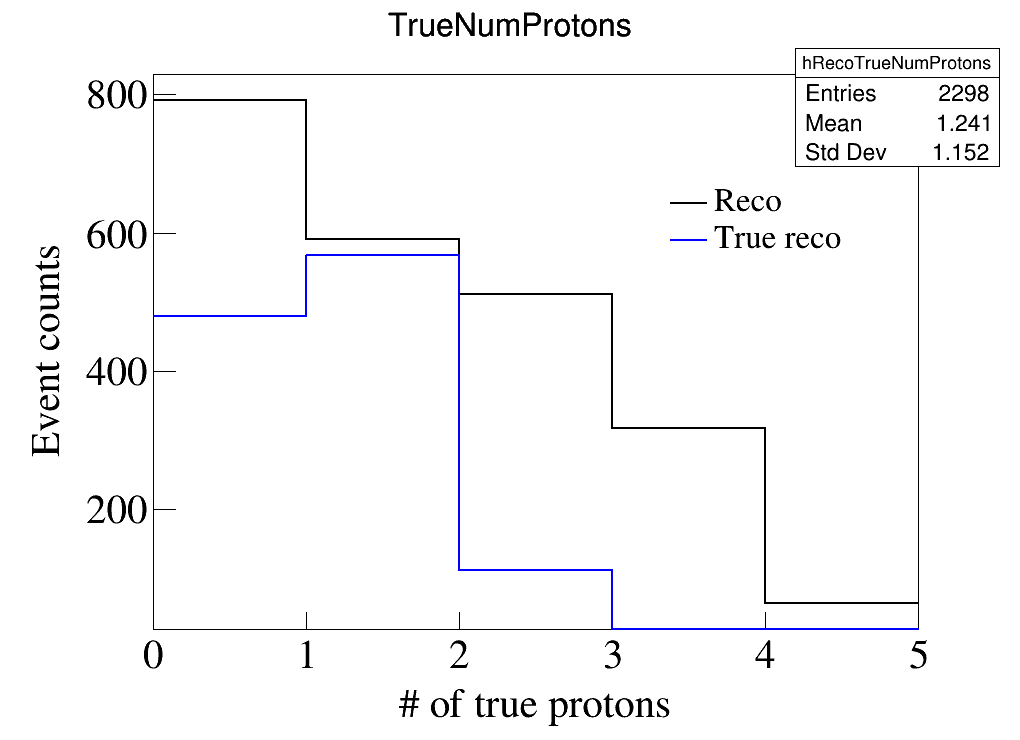 TrueNumProtons
hRecoTrueNumProtons
Entries 2298
Mean 1.241
Std Dev 1.152
Reco
True reco
800
600
400
200
Event counts
0 1 2 3 4 5
# of true protons